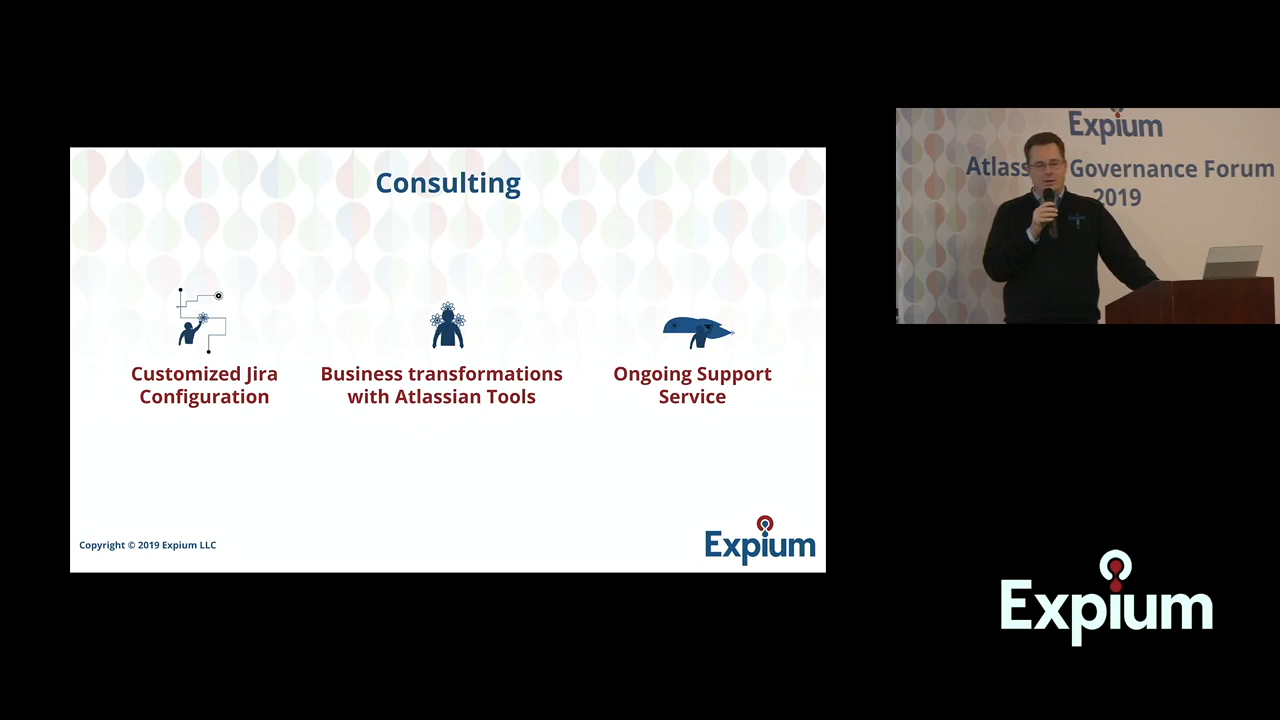 Consulting
Customized Jira
Configuration
Business transformations
with Atlassian Tools
Ongoing Support
Service
Copyright © 2019 Expium LLC
Expium
Expium
Governance Forum
2019
Expium